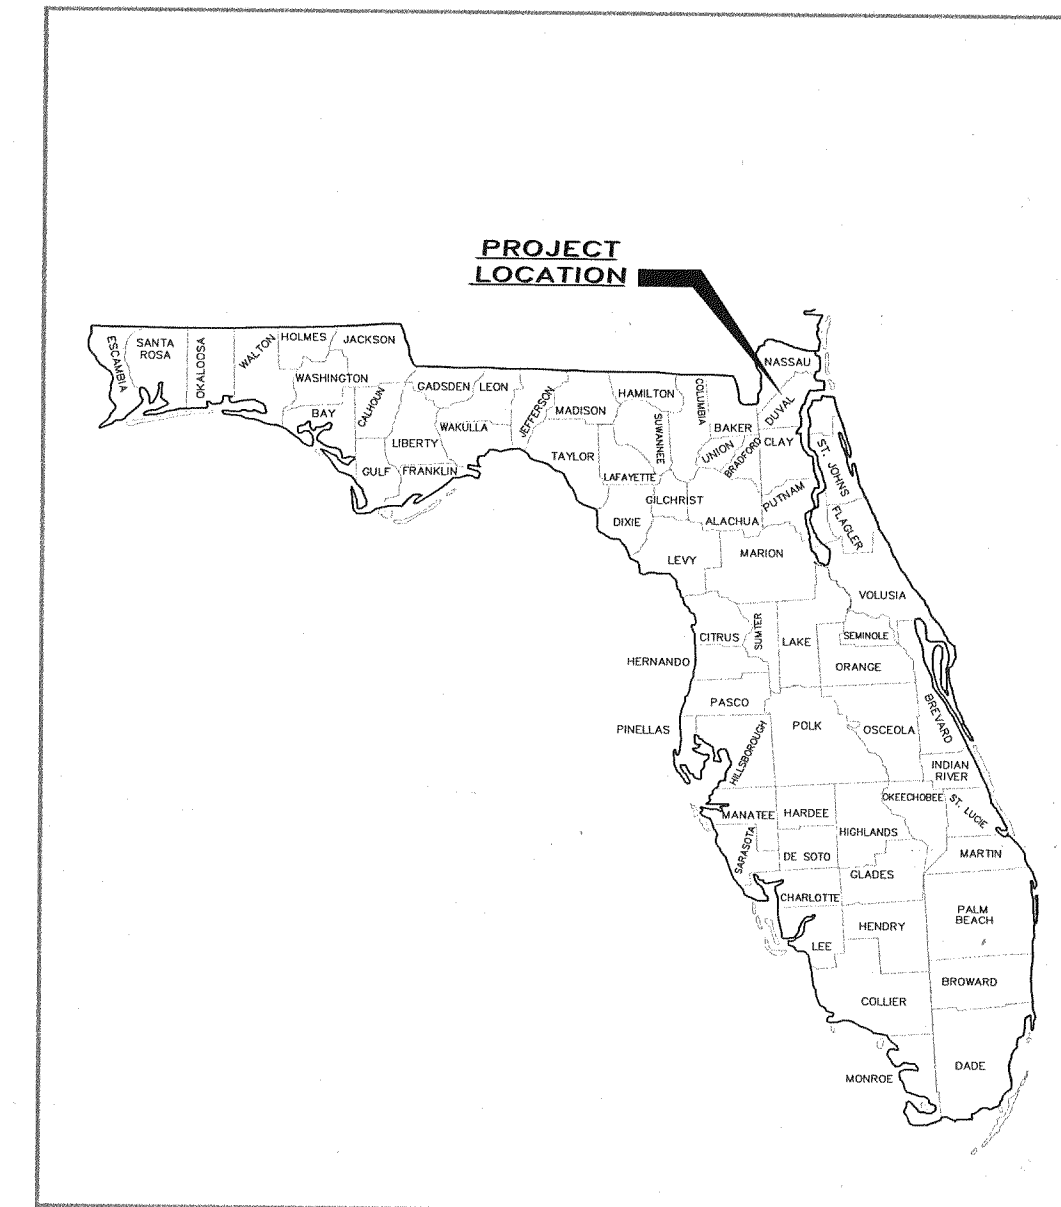 PROJECT
LOCATION
ESCAMBIA
SANTA
ROSA
OKALOOSA
WALTON
HOLMES
JACKSON
WASHINGTON
BAY
CALHOUN
GADSDEN
LEON
JEFFERSON
MADISON
HAMILTON
COLUMBIA
NASSAU
DUVAL
BAKER
LIBERTY
WAKULLA
SUWANNEE
UNION
BRADFORD
CLAY
ST. JOHNS
GULF
FRANKLIN
TAYLOR
LAFAYETTE
GILCHRIST
PUTNAM
DIXIE
ALACHUA
FLAGLER
LEVY
MARION
VOLUSIA
CITRUS
SUMTER
LAKE
SEMINOLE
HERNANDO
ORANGE
PASCO
PINELLAS
HILLSBOROUGH
POLK
OSCEOLA
BREVARD
INDIAN
RIVER
MANATEE
HARDEE
OKEECHOBEE
ST. LUCIE
HIGHLANDS
SARASOTA
DE SOTO
MARTIN
GLADES
CHARLOTTE
HENDRY
PALM
BEACH
LEE
BROWARD
COLLIER
MONROE
DADE